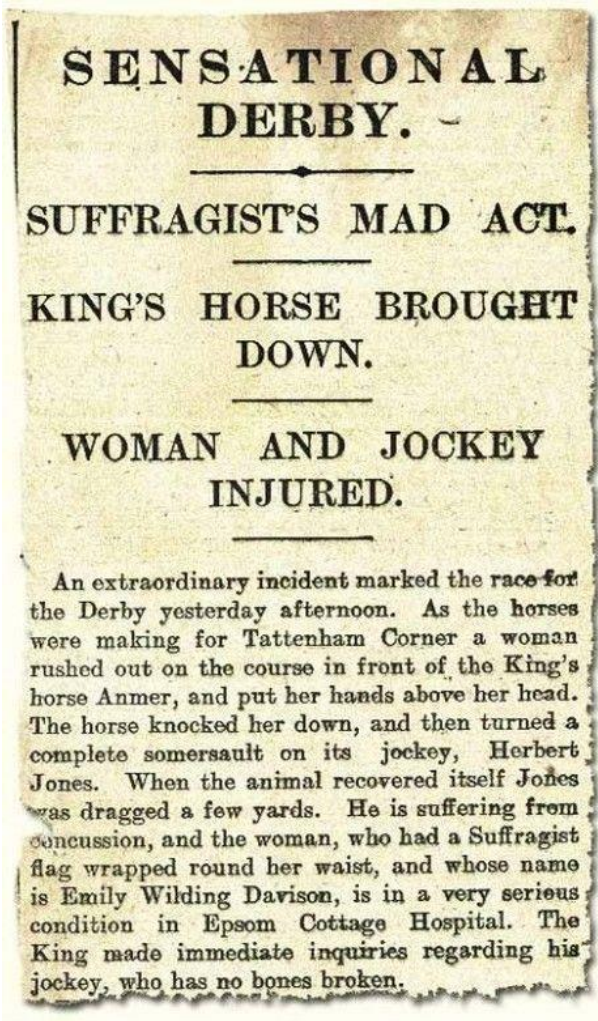 SENSATIONAL
DERBY.
SUFFRAGIST'S MAD ACT.
KING'S HORSE BROUGHT
DOWN.
WOMAN AND JOCKEY
INJURED.
An extraordinary incident marked the race for
the Derby yesterday afternoon. As the horses
were making for Tattenham Corner a woman
rushed out on the course in front of the King's
horse Anmer, and put her hands above her head.
The horse knocked her down, and then turned a
complete somersault on its jockey, Herbert
Jones. When the animal recovered itself Jones
was dragged a few yards. He is suffering from
concussion, and the woman, who had a Suffragist
flag wrapped round her waist, and whose name
is Emily Wilding Davison, is in a very serious
condition in Epsom Cottage Hospital. The
King made immediate inquiries regarding his
jockey, who has no bones broken.